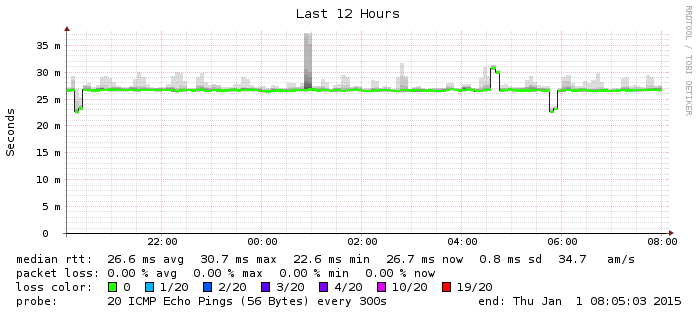 Last 12 Hours
RRDTOOL / TOBI OETIKER
Seconds
35 m
30 m
25 m
20 m
15 m
10 m
5 m
0
22:00 00:00 02:00 04:00 06:00 08:00
median rtt: 26.6 ms avg 30.7 ms max 22.6 ms min 26.7 ms now 0.8 ms sd 34.7 am/s
packet loss: 0.00 % avg 0.00 % max 0.00 % min 0.00 % now
loss color: 0 1/20 2/20 3/20 4/20 10/20 19/20
probe: 20 ICMP Echo Pings (56 Bytes) every 300s end: Thu Jan 1 08:05:03 2015